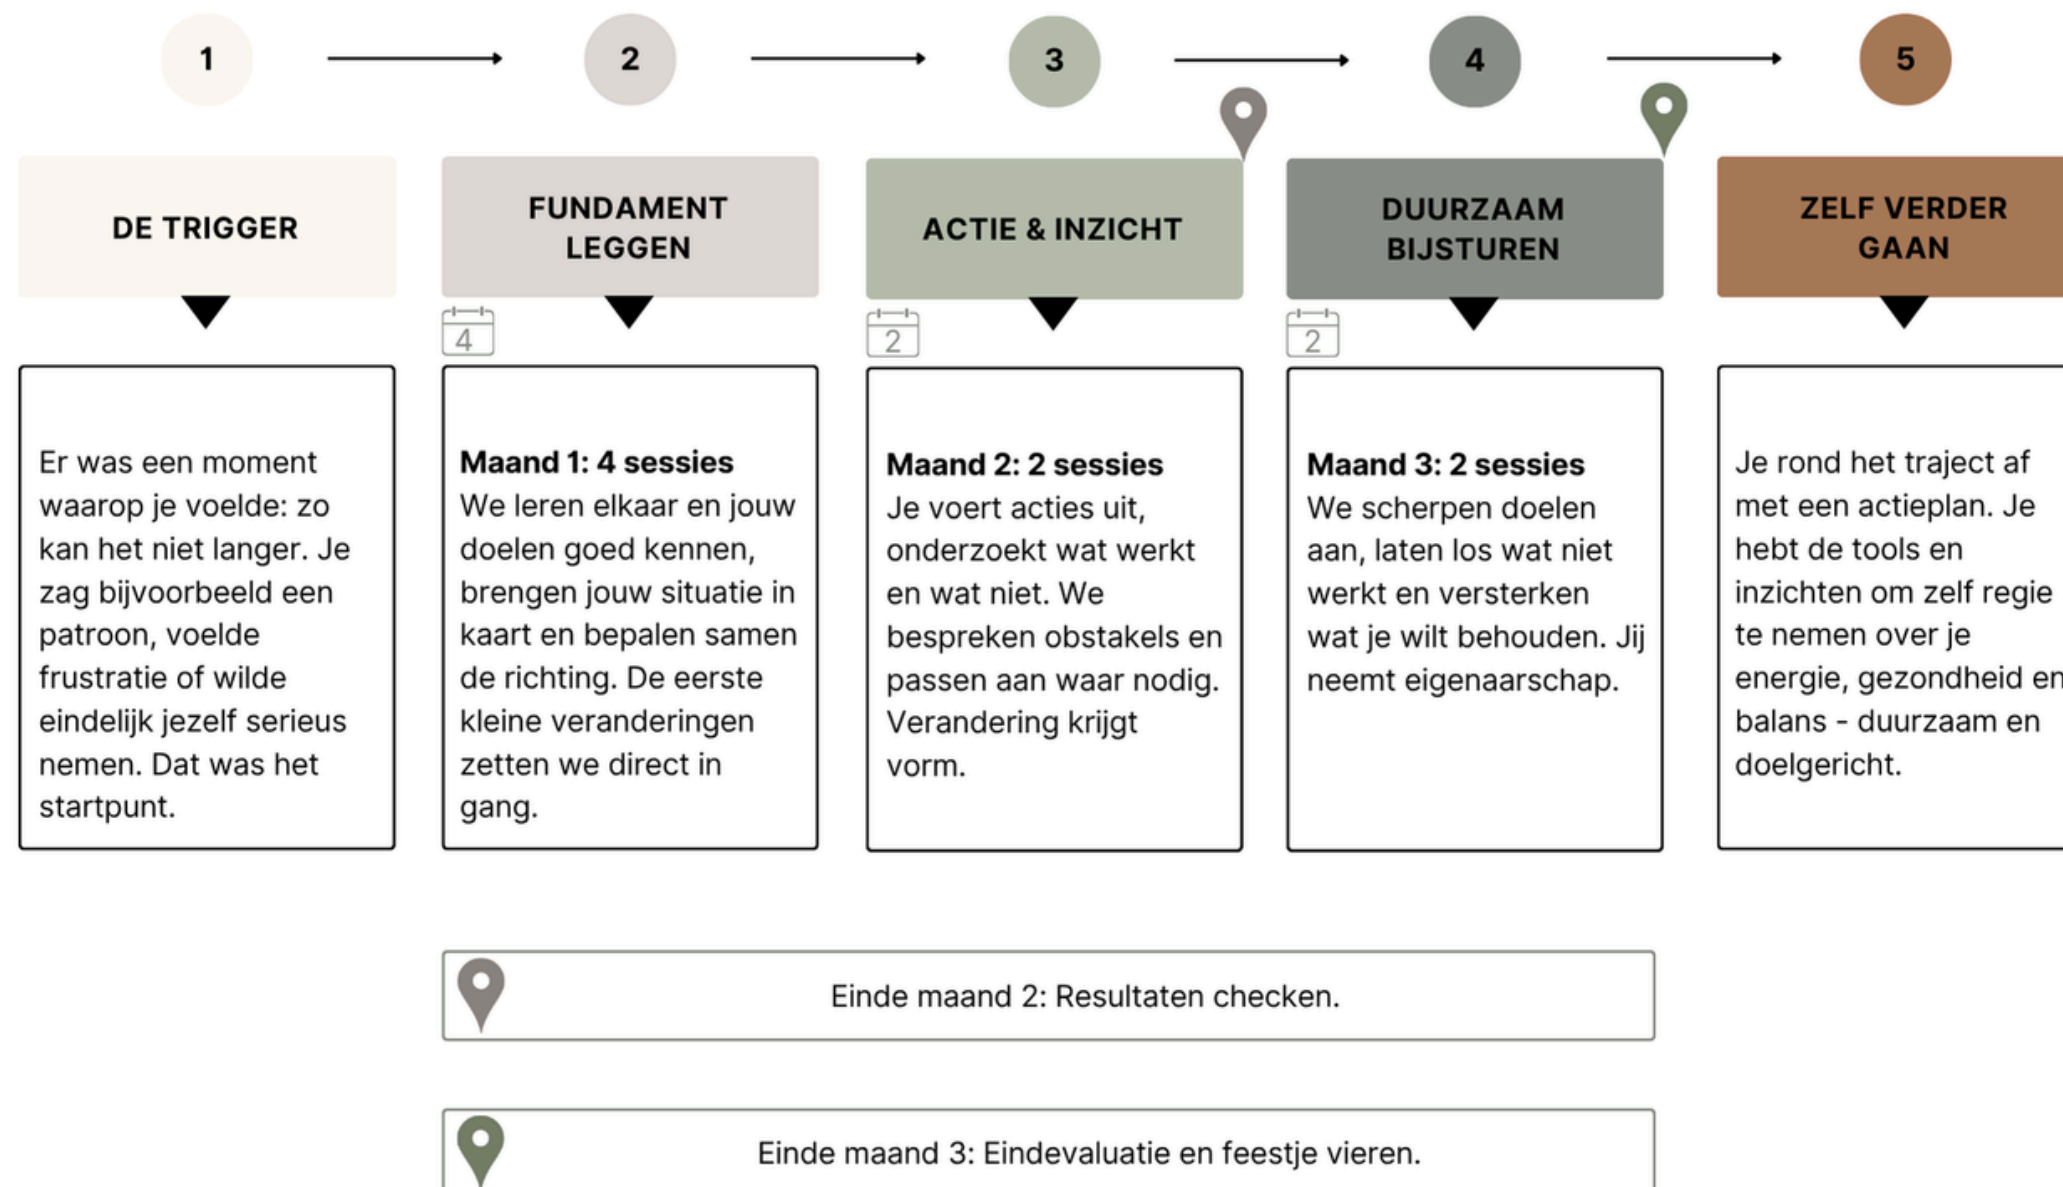 1
2
3
4
5
DE TRIGGER
FUNDAMENT
LEGGEN
ACTIE & INZICHT
DUURZAAM
BIJSTUREN
ZELF VERDER
GAAN
4
2
2
Er was een moment
waarop je voelde: zo
kan het niet langer. Je
zag bijvoorbeeld een
patroon, voelde
frustratie of wilde
eindelijk jezelf serieus
nemen. Dat was het
startpunt.
Maand 1: 4 sessies
We leren elkaar en jouw
doelen goed kennen,
brengen jouw situatie in
kaart en bepalen samen
de richting. De eerste
kleine veranderingen
zetten we direct in
gang.
Maand 2: 2 sessies
Je voert acties uit,
onderzoekt wat werkt
en wat niet. We
bespreken obstakels en
passen aan waar nodig.
Verandering krijgt
vorm.
Maand 3: 2 sessies
We scherpen doelen
aan, laten los wat niet
werkt en versterken
wat je wilt behouden. Jij
neemt eigenaarschap.
Je rond het traject af
met een actieplan. Je
hebt de tools en
inzichten om zelf regie
te nemen over je
energie, gezondheid en
balans - duurzaam en
doelgericht.
Einde maand 2: Resultaten checken.
Einde maand 3: Eindevaluatie en feestje vieren.